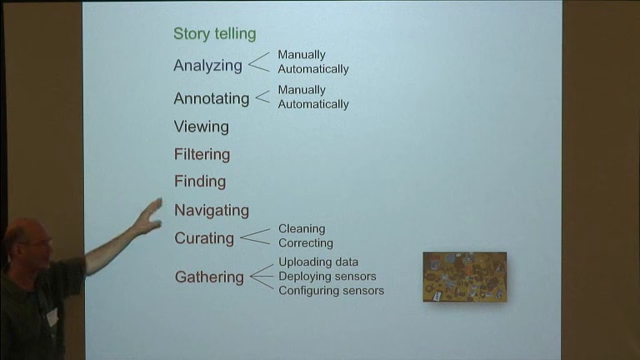 Story telling
Analyzing
Manually
Automatically
Annotating
Manually
Automatically
Viewing
Filtering
Finding
Navigating
Curating
Cleaning
Correcting
Gathering
Uploading data
Deploying sensors
Configuring sensors